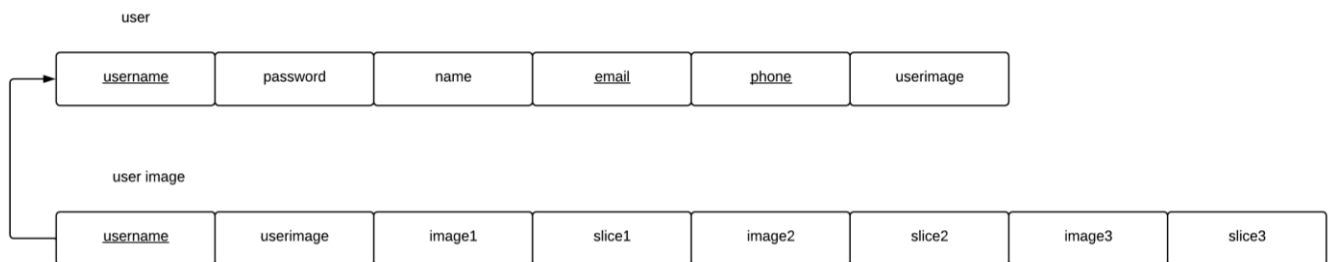 user
username password name email phone userimage
user image
username userimage image1 slice1 image2 slice2 image3 slice3